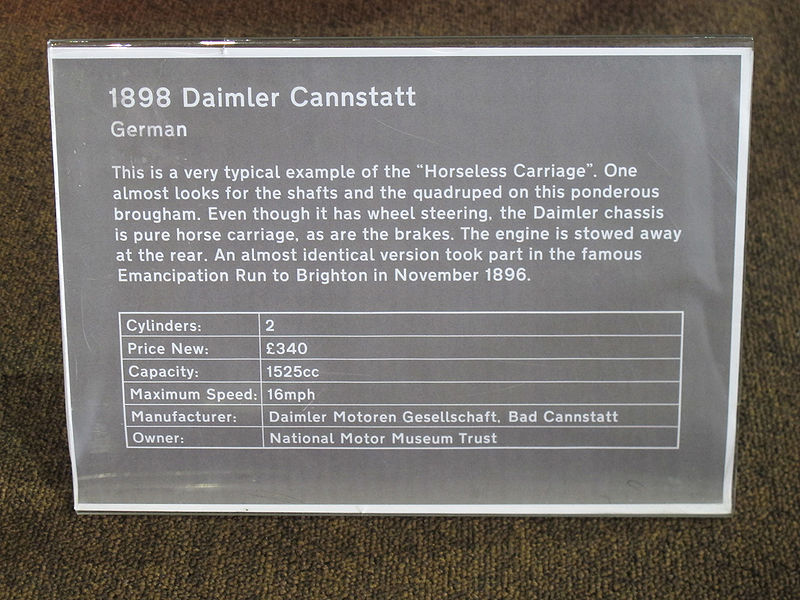 1898 Daimler Cannstatt
German
This is a very typical example of the “Horseless Carriage”. One
almost looks for the shafts and the quadruped on this ponderous
brougham. Even though it has wheel steering, the Daimler chassis
is pure horse carriage, as are the brakes. The engine is stowed away
at the rear. An almost identical version took part in the famous
Emancipation Run to Brighton in November 1896.
Cylinders: 2
Price New: £340
Capacity: 1525cc
Maximum Speed: 16mph
Manufacturer: Daimler Motoren Gesellschaft, Bad Cannstatt
Owner: National Motor Museum Trust